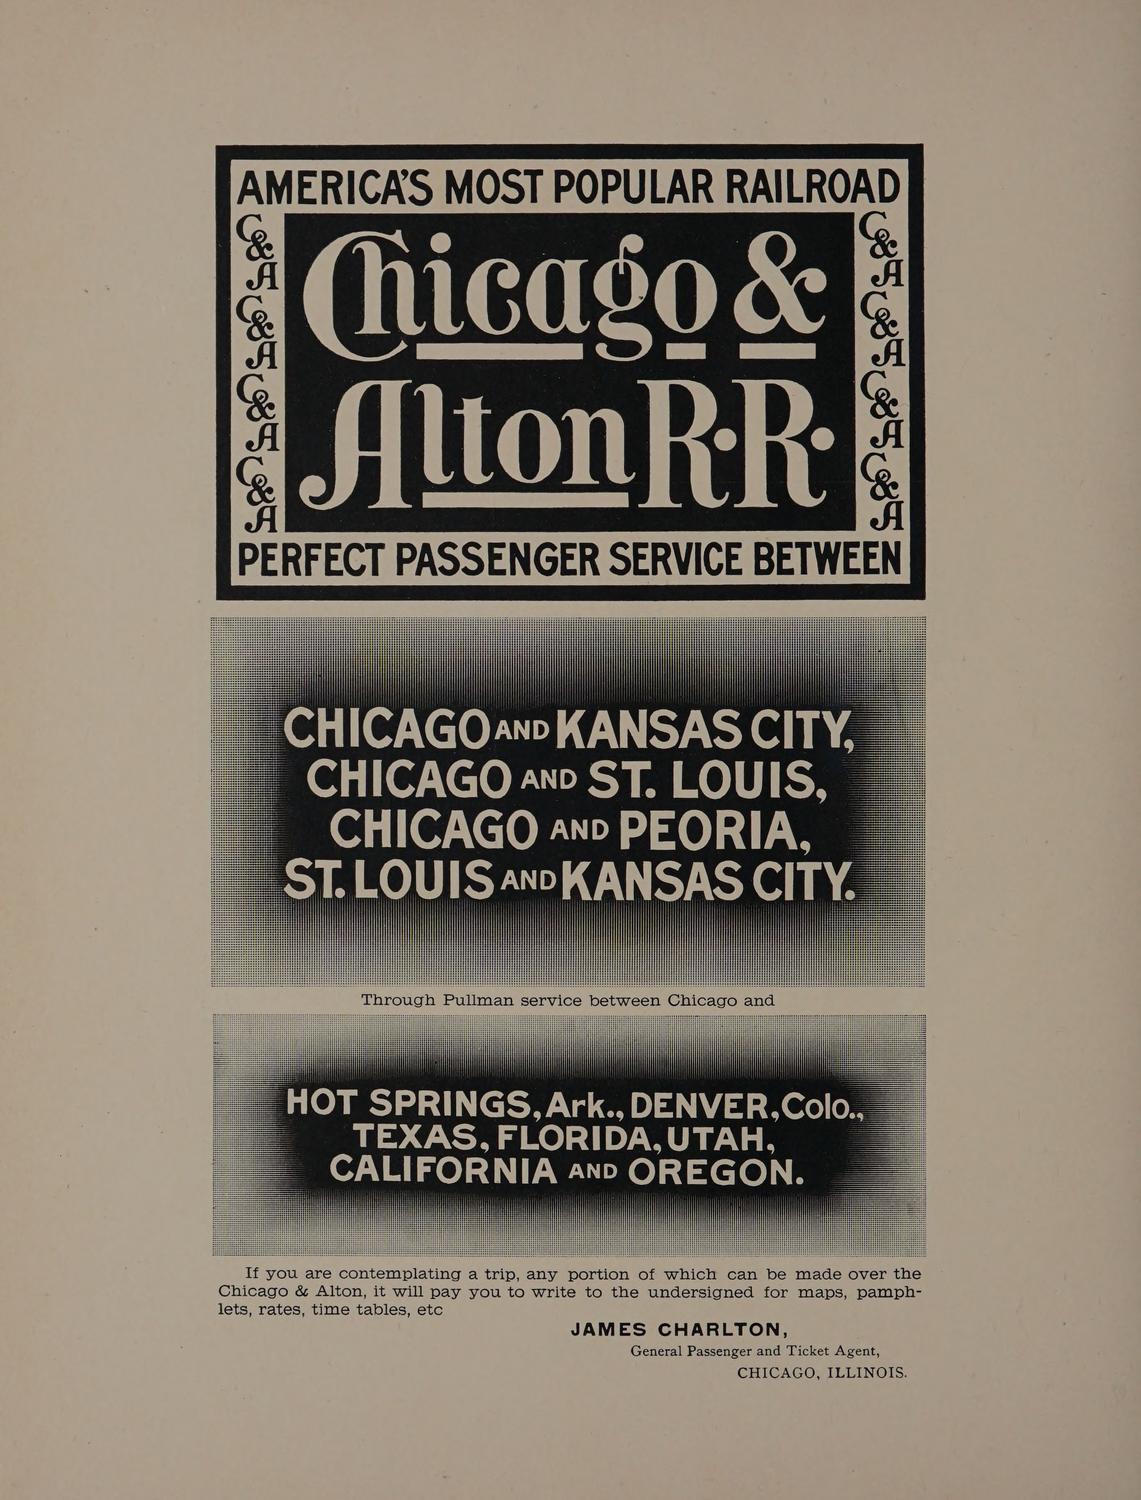 AMERICA'S MOST POPULAR RAILROAD
C&A C&A C&A C&A
Chicago &
Alton R·R·
C&A C&A C&A C&A
PERFECT PASSENGER SERVICE BETWEEN
CHICAGO AND KANSAS CITY,
CHICAGO AND ST. LOUIS,
CHICAGO AND PEORIA,
ST. LOUIS AND KANSAS CITY.
Through Pullman service between Chicago and
HOT SPRINGS, Ark., DENVER, Colo.,
TEXAS, FLORIDA, UTAH,
CALIFORNIA AND OREGON.
If you are contemplating a trip, any portion of which can be made over the
Chicago & Alton, it will pay you to write to the undersigned for maps, pamph-
lets, rates, time tables, etc
JAMES CHARLTON,
General Passenger and Ticket Agent,
CHICAGO, ILLINOIS.